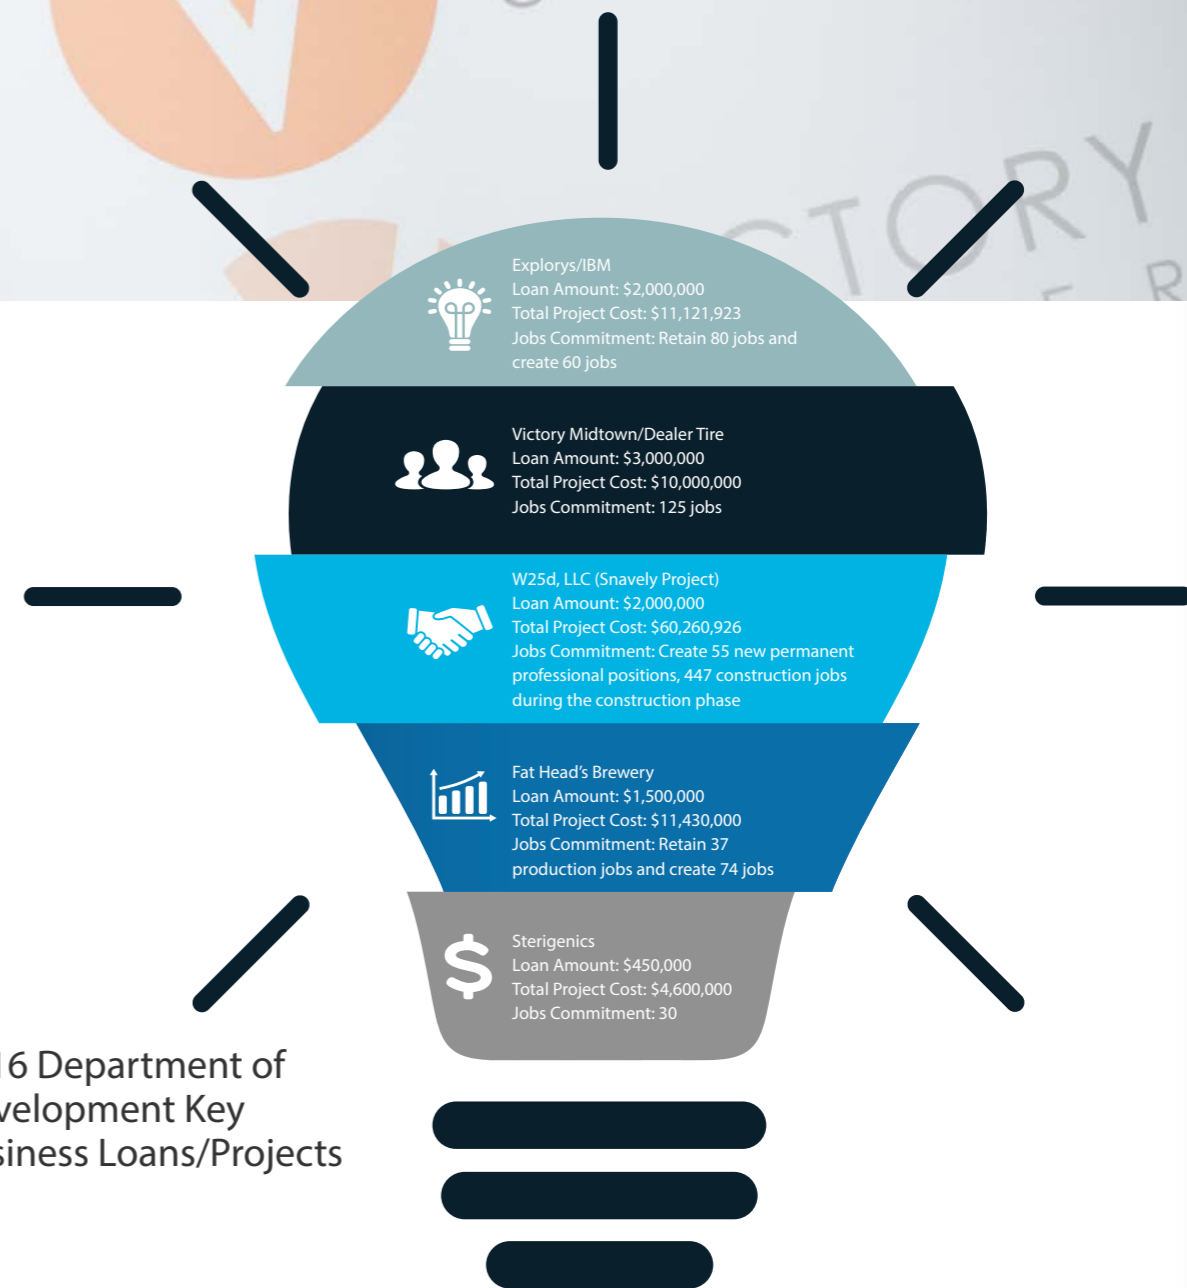 CTORY
E R
Explorys/IBM
Loan Amount: $2,000,000
Total Project Cost: $11,121,923
Jobs Commitment: Retain 80 jobs and
create 60 jobs
Victory Midtown/Dealer Tire
Loan Amount: $3,000,000
Total Project Cost: $10,000,000
Jobs Commitment: 125 jobs
W25d, LLC (Snavely Project)
Loan Amount: $2,000,000
Total Project Cost: $60,260,926
Jobs Commitment: Create 55 new permanent
professional positions, 447 construction jobs
during the construction phase
Fat Head’s Brewery
Loan Amount: $1,500,000
Total Project Cost: $11,430,000
Jobs Commitment: Retain 37
production jobs and create 74 jobs
Sterigenics
Loan Amount: $450,000
Total Project Cost: $4,600,000
Jobs Commitment: 30
16 Department of
velopment Key
siness Loans/Projects